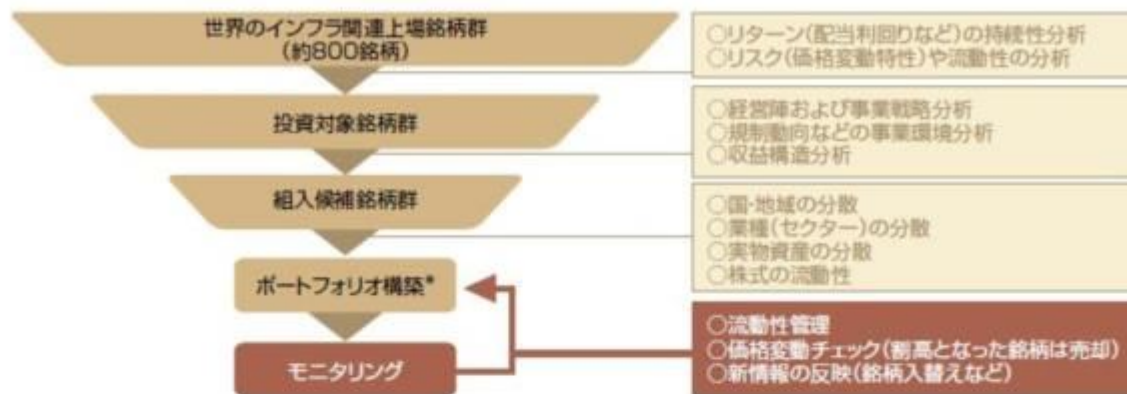 世界のインフラ関連上場銘柄群
(約800銘柄)
○リターン(配当利回りなど)の持続性分析
○リスク(価格変動特性)や流動性の分析
投資対象銘柄群
○経営陣および事業戦略分析
○規制動向などの事業環境分析
○収益構造分析
組入候補銘柄群
○国・地域の分散
○業種(セクター)の分散
○実物資産の分散
○株式の流動性
ポートフォリオ構築*
モニタリング
○流動性管理
○価格変動チェック(割高となった銘柄は売却)
○新情報の反映(銘柄入替えなど)